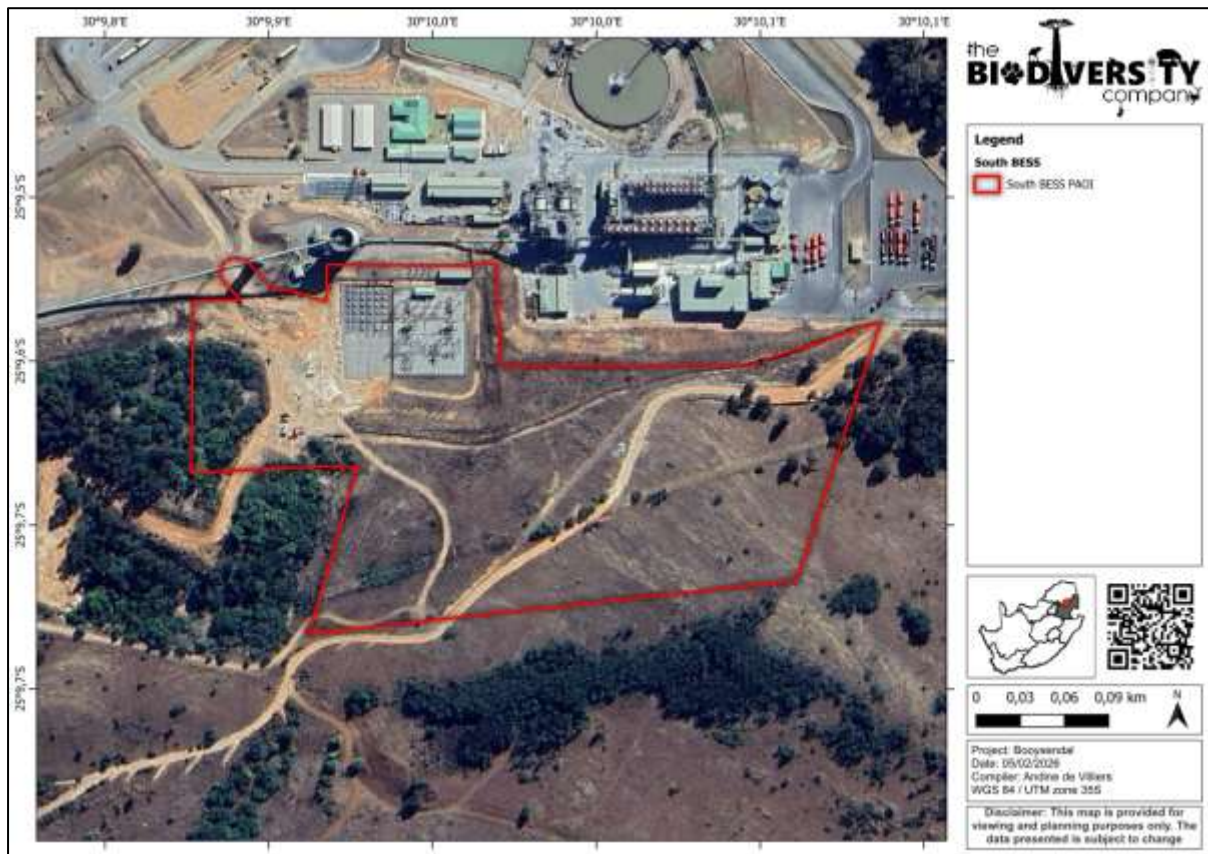 30°9,8'E 30°9,9'E 30°10,0'E 30°10,0'E 30°10,1'E 30°10,1'E
25°9,5'S
25°9,6'S
25°9,7'S
25°9,7'S
the
BIODIVERSITY
company
Legend
South BESS
South BESS PAOI
0 0,03 0,06 0,09 km
N
Project: Booysendal
Date: 05/02/2026
Compiler: Andine de Villiers
WGS 84 / UTM zone 35S
Disclaimer: This map is provided for
viewing and planning purposes only. The
data presented is subject to change